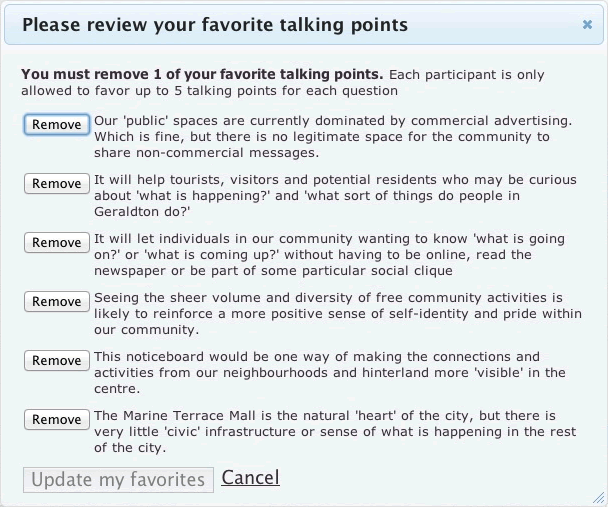 Please review your favorite talking points
You must remove 1 of your favorite talking points. Each participant is only
allowed to favor up to 5 talking points for each question
Remove
Our 'public' spaces are currently dominated by commercial advertising.
Which is fine, but there is no legitimate space for the community to
share non-commercial messages.
Remove
It will help tourists, visitors and potential residents who may be curious
about 'what is happening?' and 'what sort of things do people in
Geraldton do?'
Remove
It will let individuals in our community wanting to know 'what is going
on?' or 'what is coming up?' without having to be online, read the
newspaper or be part of some particular social clique
Remove
Seeing the sheer volume and diversity of free community activities is
likely to reinforce a more positive sense of self-identity and pride within
our community.
Remove
This noticeboard would be one way of making the connections and
activities from our neighbourhoods and hinterland more 'visible' in the
centre.
Remove
The Marine Terrace Mall is the natural 'heart' of the city, but there is
very little 'civic' infrastructure or sense of what is happening in the rest
of the city.
Update my favorites Cancel